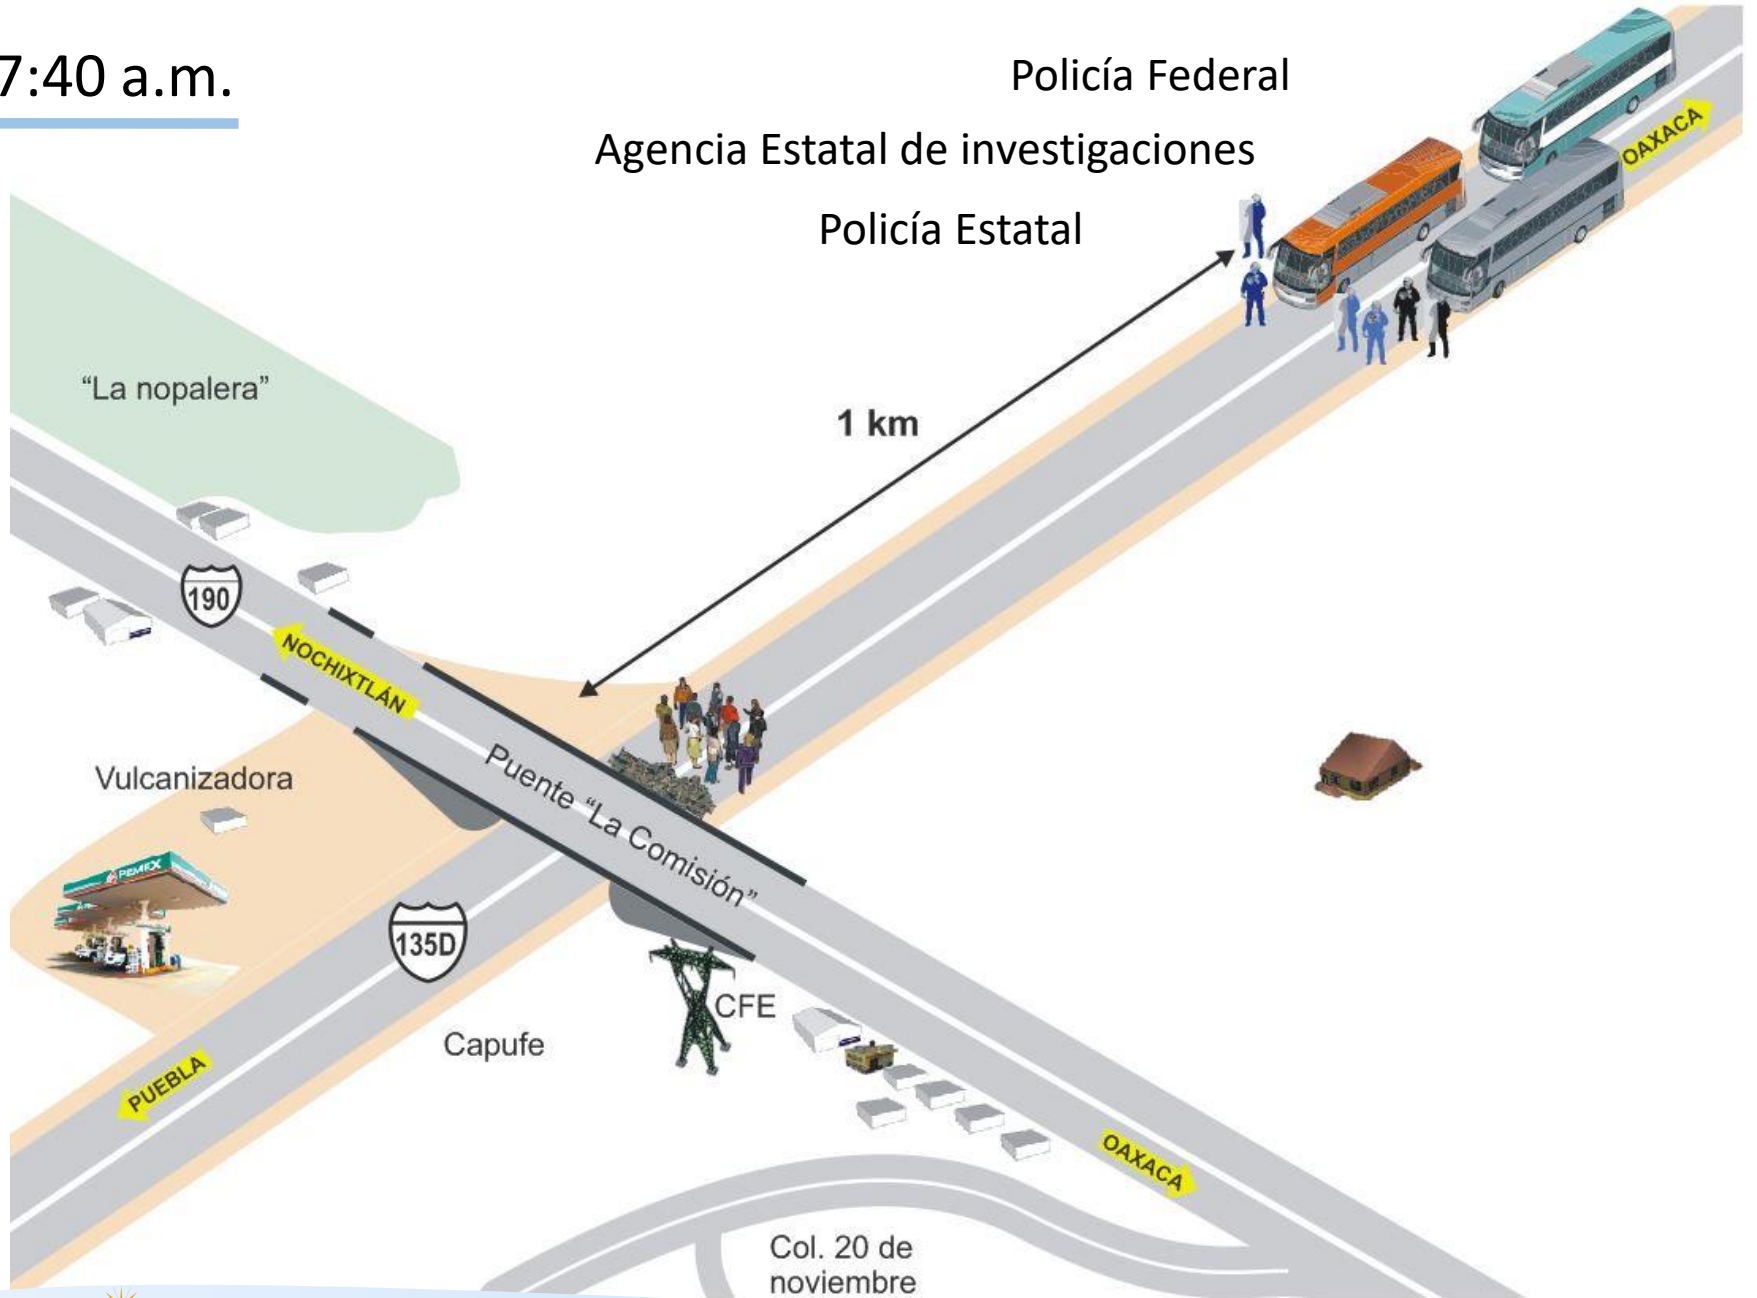 7:40 a.m.
Policía Federal
Agencia Estatal de investigaciones
Policía Estatal
OAXACA
"La nopalera"
1 km
190
NOCHIXTLÁN
Puente "La Comisión"
Vulcanizadora
PEMEX
135D
CFE
Capufe
PUEBLA
OAXACA
Col. 20 de
noviembre